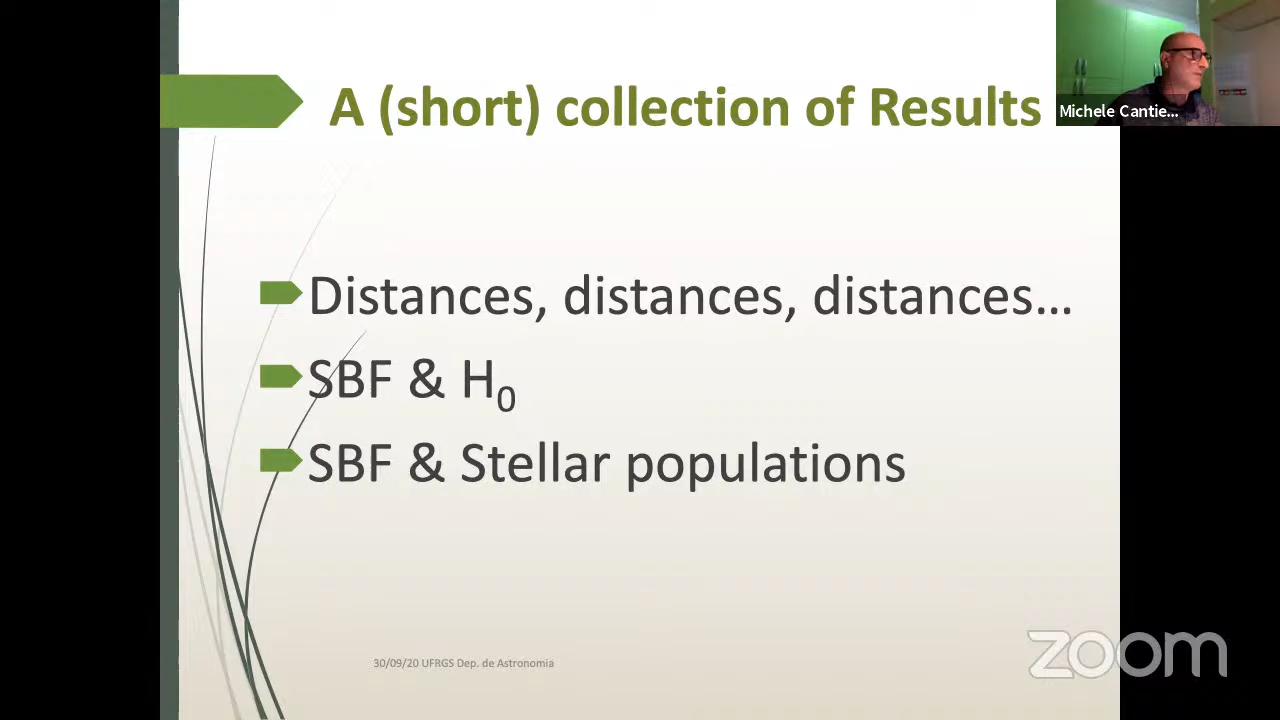 A (short) collection of Results
Michele Cantie...
Distances, distances, distances…
SBF & H₀
SBF & Stellar populations
30/09/20 UFRGS Dep. de Astronomia
zoom